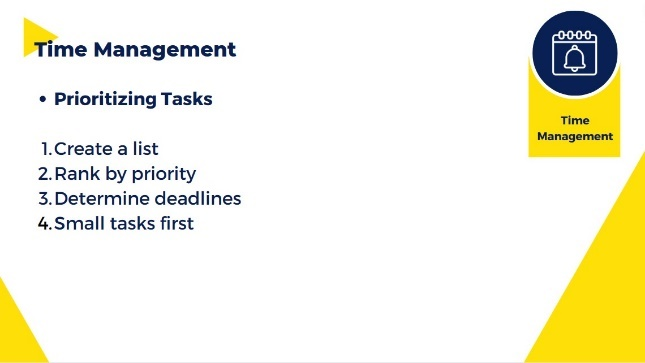 Time Management
• Prioritizing Tasks
1. Create a list
2. Rank by priority
3. Determine deadlines
4. Small tasks first
Time
Management